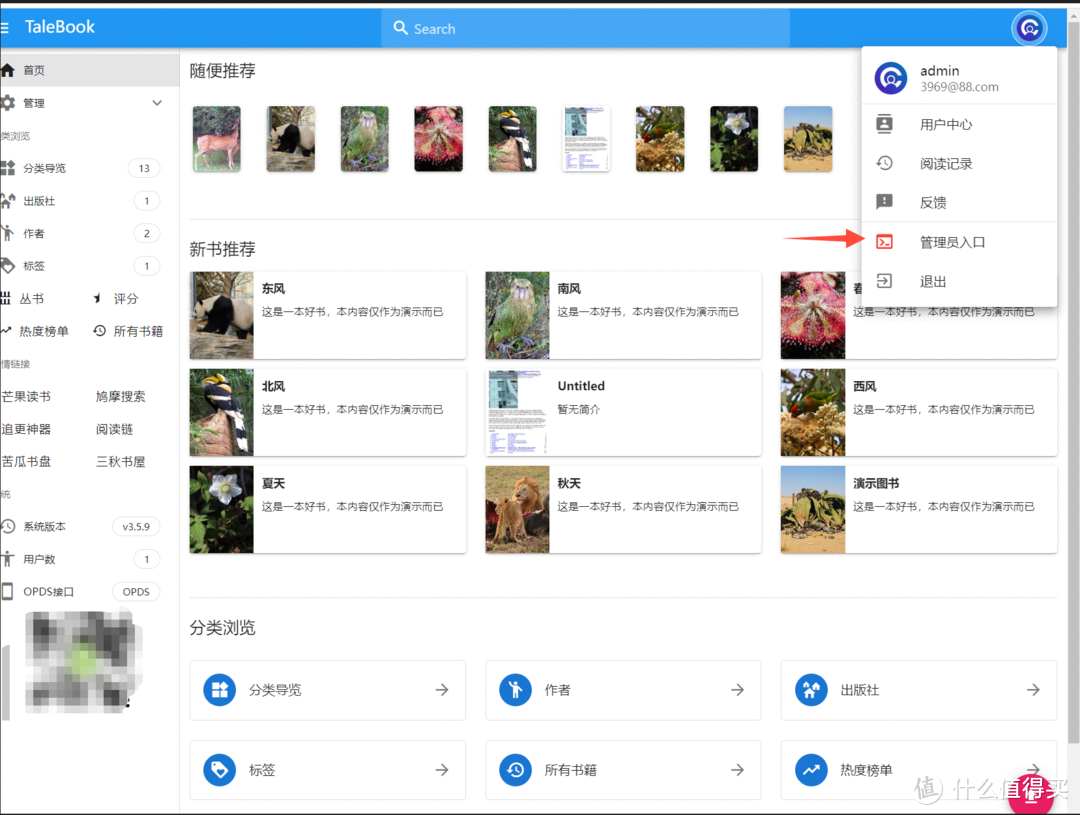 TaleBook
Search
admin
3969@88.com
用户中心
阅读记录
反馈
管理员入口
退出
首页
管理
类浏览
分类导览 13
出版社 1
作者 2
标签 1
丛书 评分
热度榜单 所有书籍
情链接
芒果读书 鸠摩搜索
追更神器 阅读链
苦瓜书盘 三秋书屋
统
系统版本 v3.5.9
用户数 1
OPDS接口 OPDS
随便推荐
新书推荐
东风
这是一本好书，本内容仅作为演示而已
南风
这是一本好书，本内容仅作为演示而已
这是一本好书，本内容仅作为演示而已
北风
这是一本好书，本内容仅作为演示而已
Untitled
暂无简介
西风
这是一本好书，本内容仅作为演示而已
夏天
这是一本好书，本内容仅作为演示而已
秋天
这是一本好书，本内容仅作为演示而已
演示图书
这是一本好书，本内容仅作为演示而已
分类浏览
分类导览
作者
出版社
标签
所有书籍
热度榜单
值 什么值得买